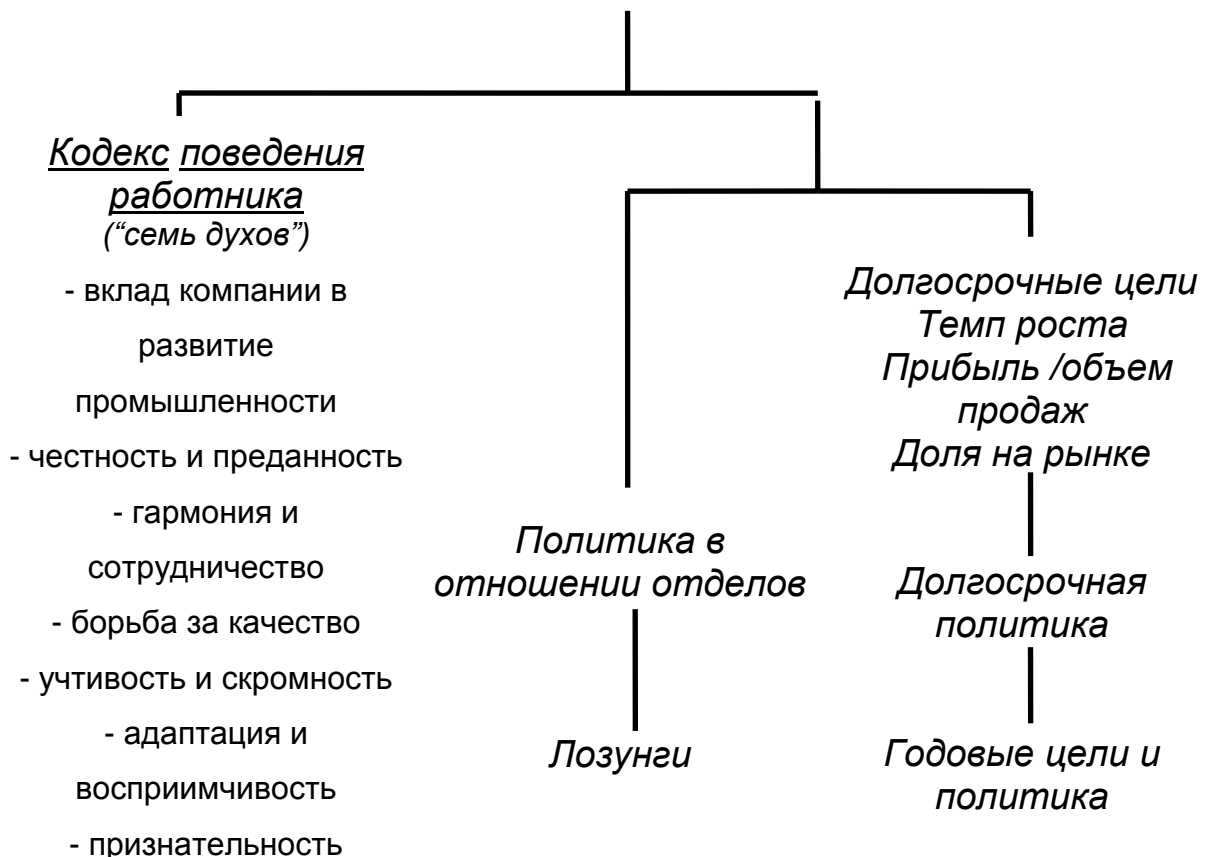 Кодекс поведения
работника
(“семь духов”)
- вклад компании в
развитие
промышленности
- честность и преданность
- гармония и
сотрудничество
- борьба за качество
- учтивость и скромность
- адаптация и
восприимчивость
- признательность
Политика в
отношении отделов
Лозунги
Долгосрочные цели
Темп роста
Прибыль /объем
продаж
Доля на рынке
Долгосрочная
политика
Годовые цели и
политика